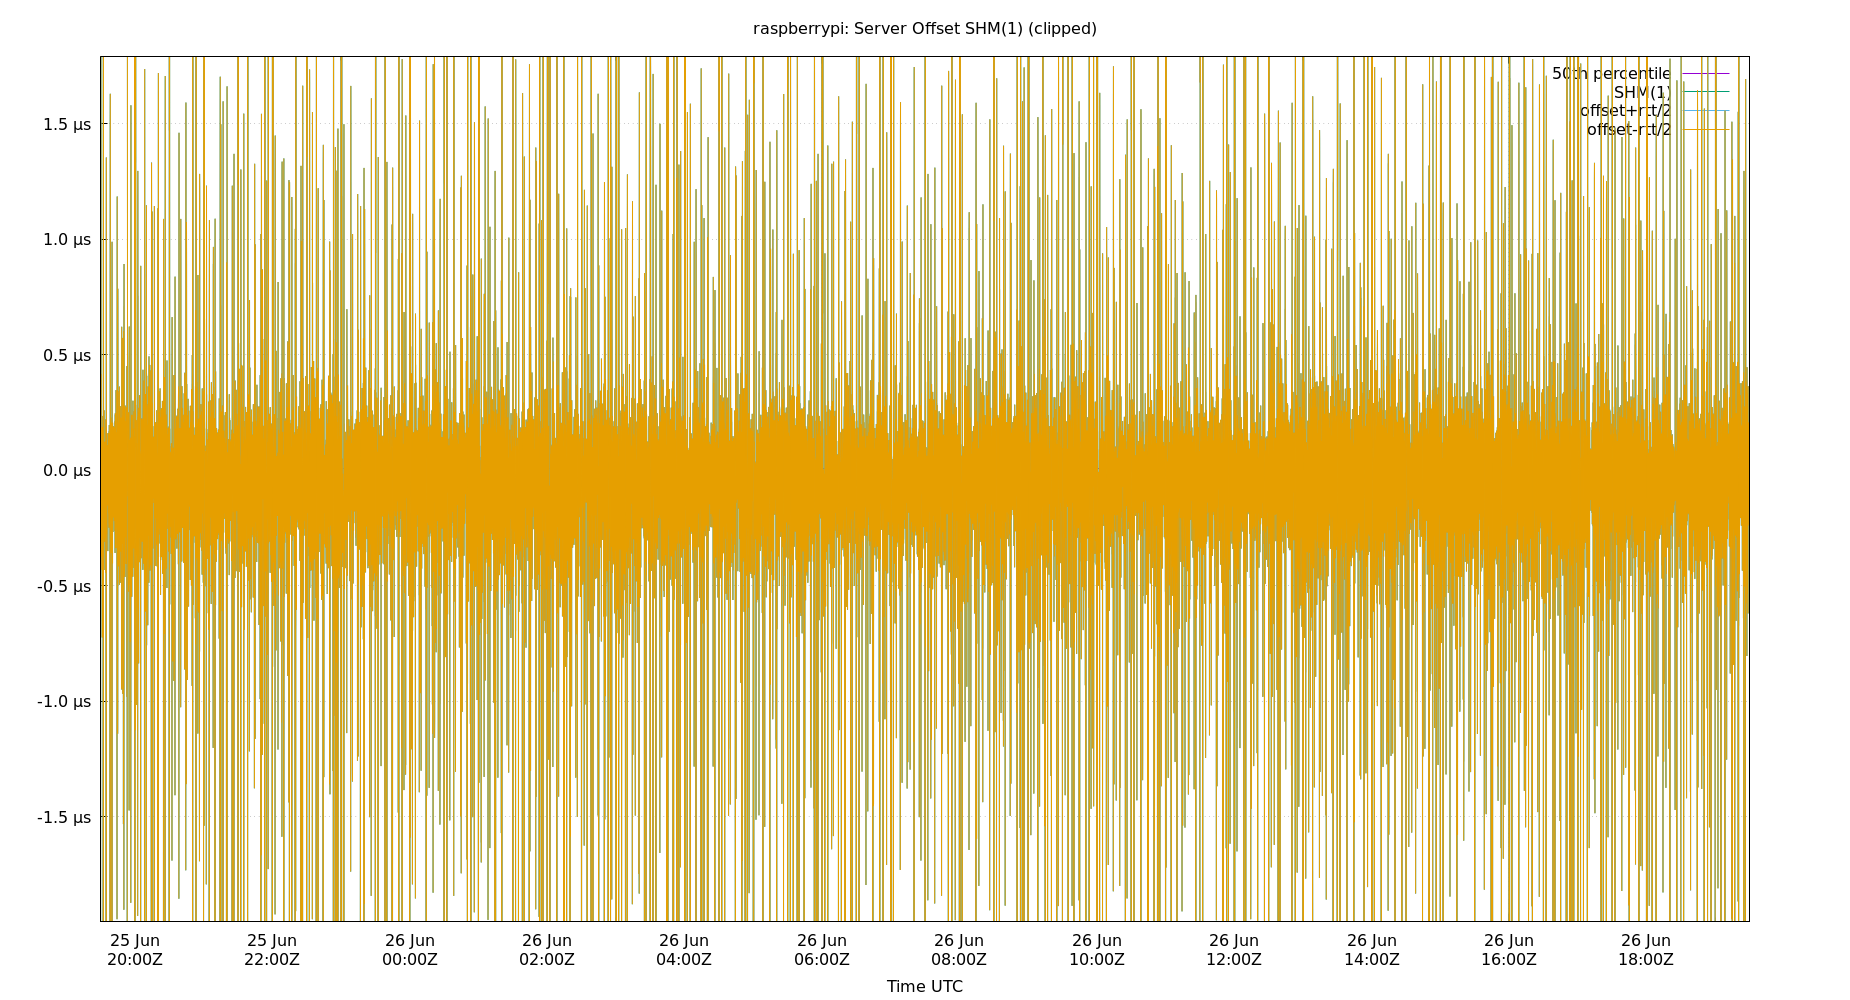 raspberrypi: Server Offset SHM(1) (clipped)
50th percentile
SHM(1)
offset+rtt/2
offset-rtt/2
1.5 µs
1.0 µs
0.5 µs
0.0 µs
-0.5 µs
-1.0 µs
-1.5 µs
25 Jun 25 Jun 26 Jun 26 Jun 26 Jun 26 Jun 26 Jun 26 Jun 26 Jun 26 Jun 26 Jun 26 Jun
20:00Z 22:00Z 00:00Z 02:00Z 04:00Z 06:00Z 08:00Z 10:00Z 12:00Z 14:00Z 16:00Z 18:00Z
Time UTC